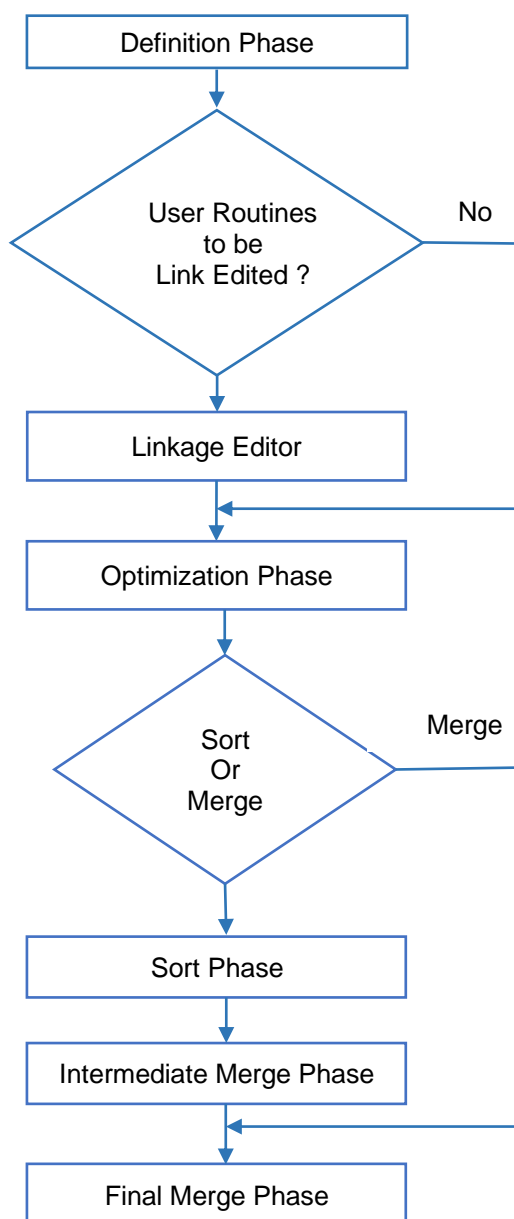 Definition Phase
User Routines
to be
Link Edited ?
No
Linkage Editor
Optimization Phase
Sort
Or
Merge
Merge
Sort Phase
Intermediate Merge Phase
Final Merge Phase